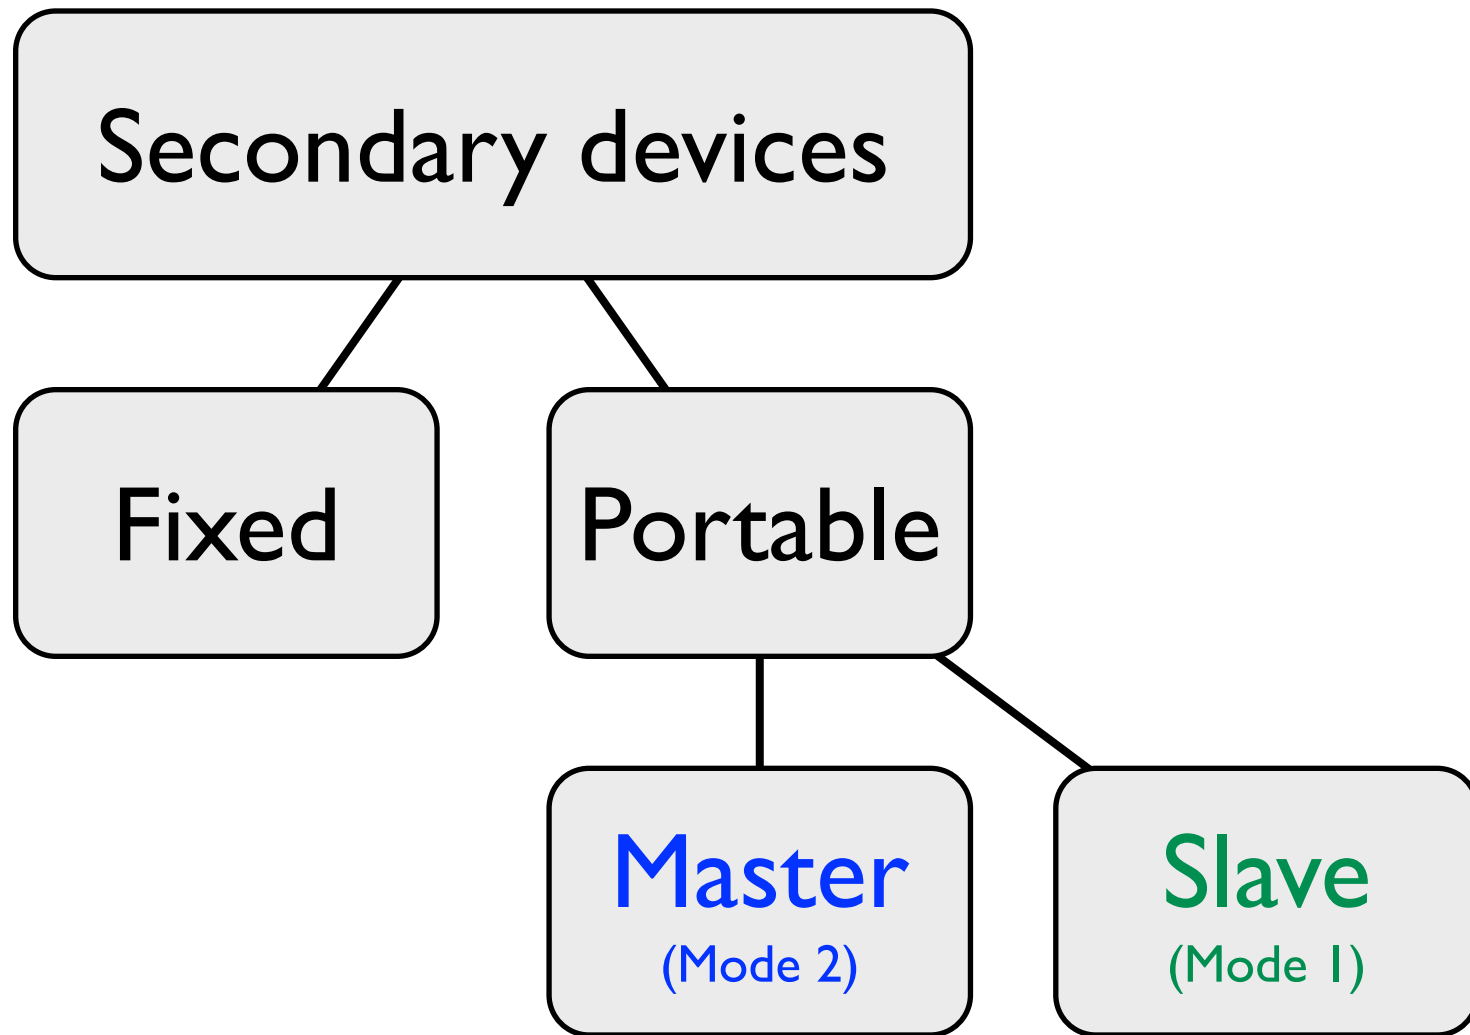 Secondary devices
Fixed
Portable
Master
(Mode 2)
Slave
(Mode 1)